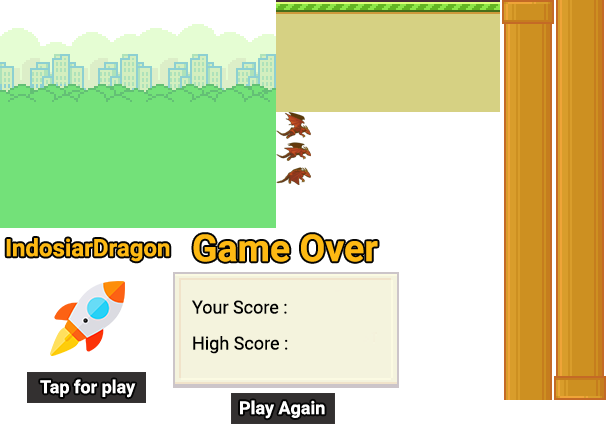 IndosiarDragon
Game Over
Your Score :
High Score :
Tap for play
Play Again